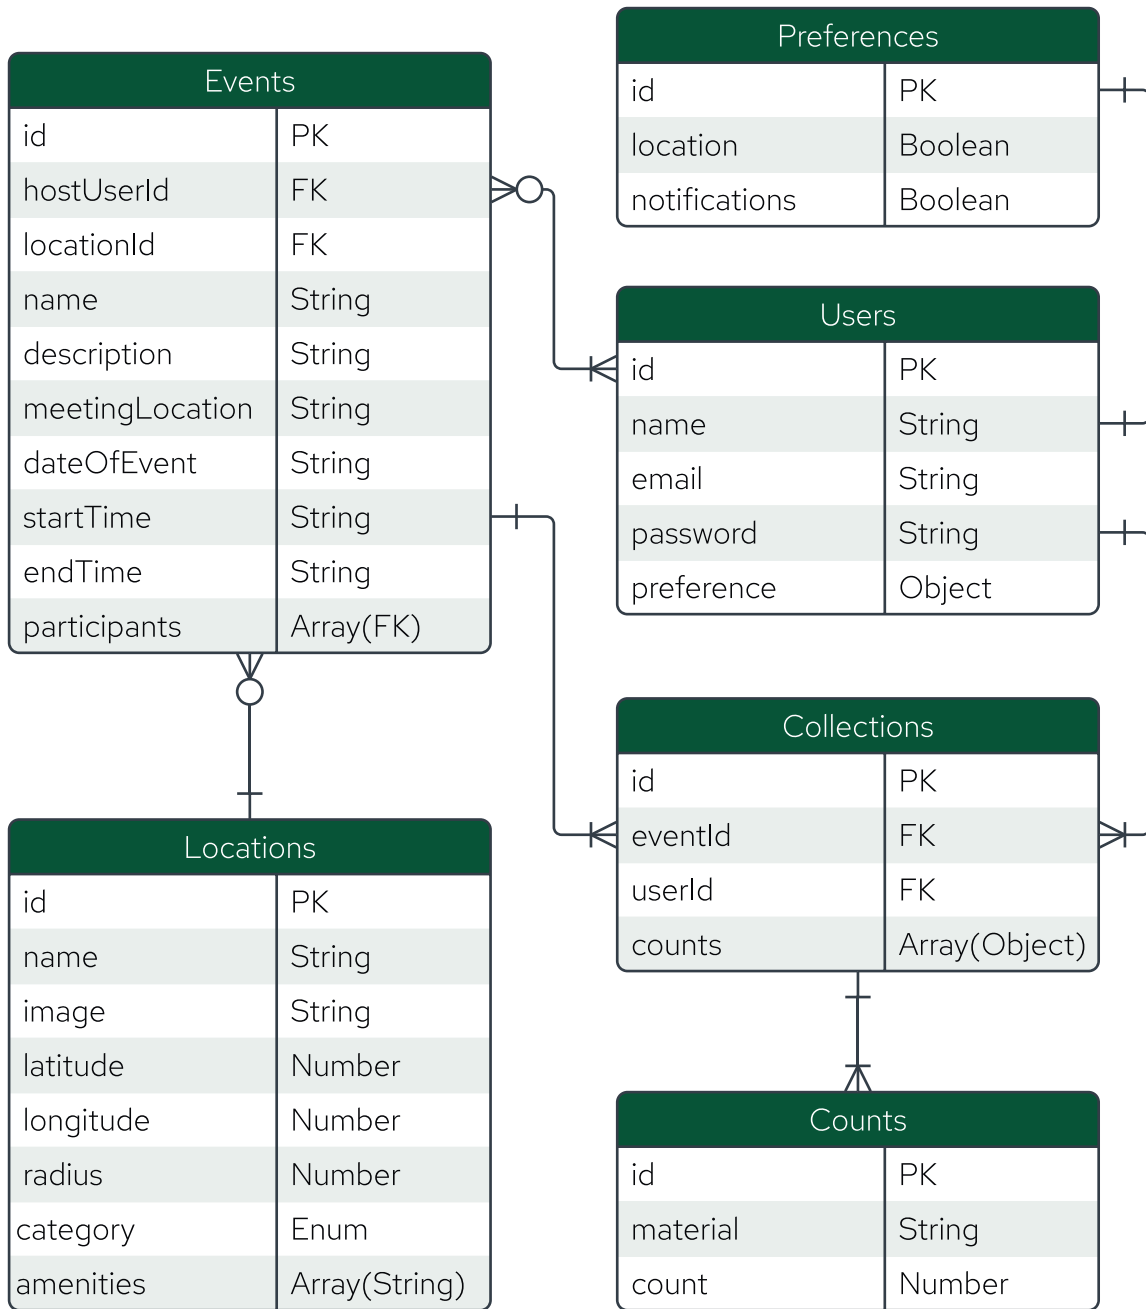 Events
id PK
hostUserId FK
locationId FK
name String
description String
meetingLocation String
dateOfEvent String
startTime String
endTime String
participants Array(FK)
Locations
id PK
name String
image String
latitude Number
longitude Number
radius Number
category Enum
amenities Array(String)
Preferences
id PK
location Boolean
notifications Boolean
Users
id PK
name String
email String
password String
preference Object
Collections
id PK
eventId FK
userId FK
counts Array(Object)
Counts
id PK
material String
count Number